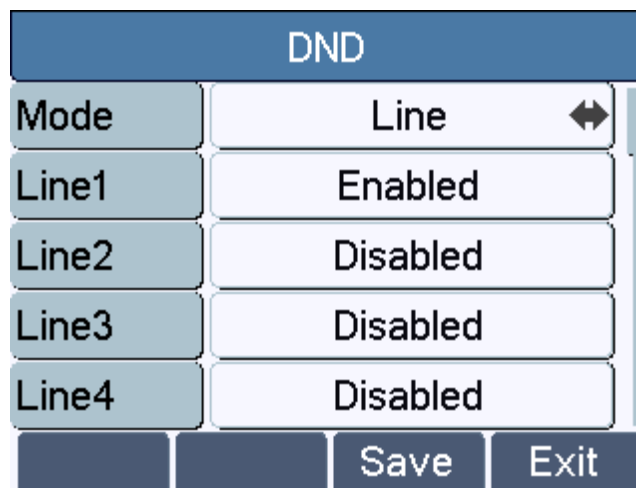 DND
Mode Line
Line1 Enabled
Line2 Disabled
Line3 Disabled
Line4 Disabled
Save Exit